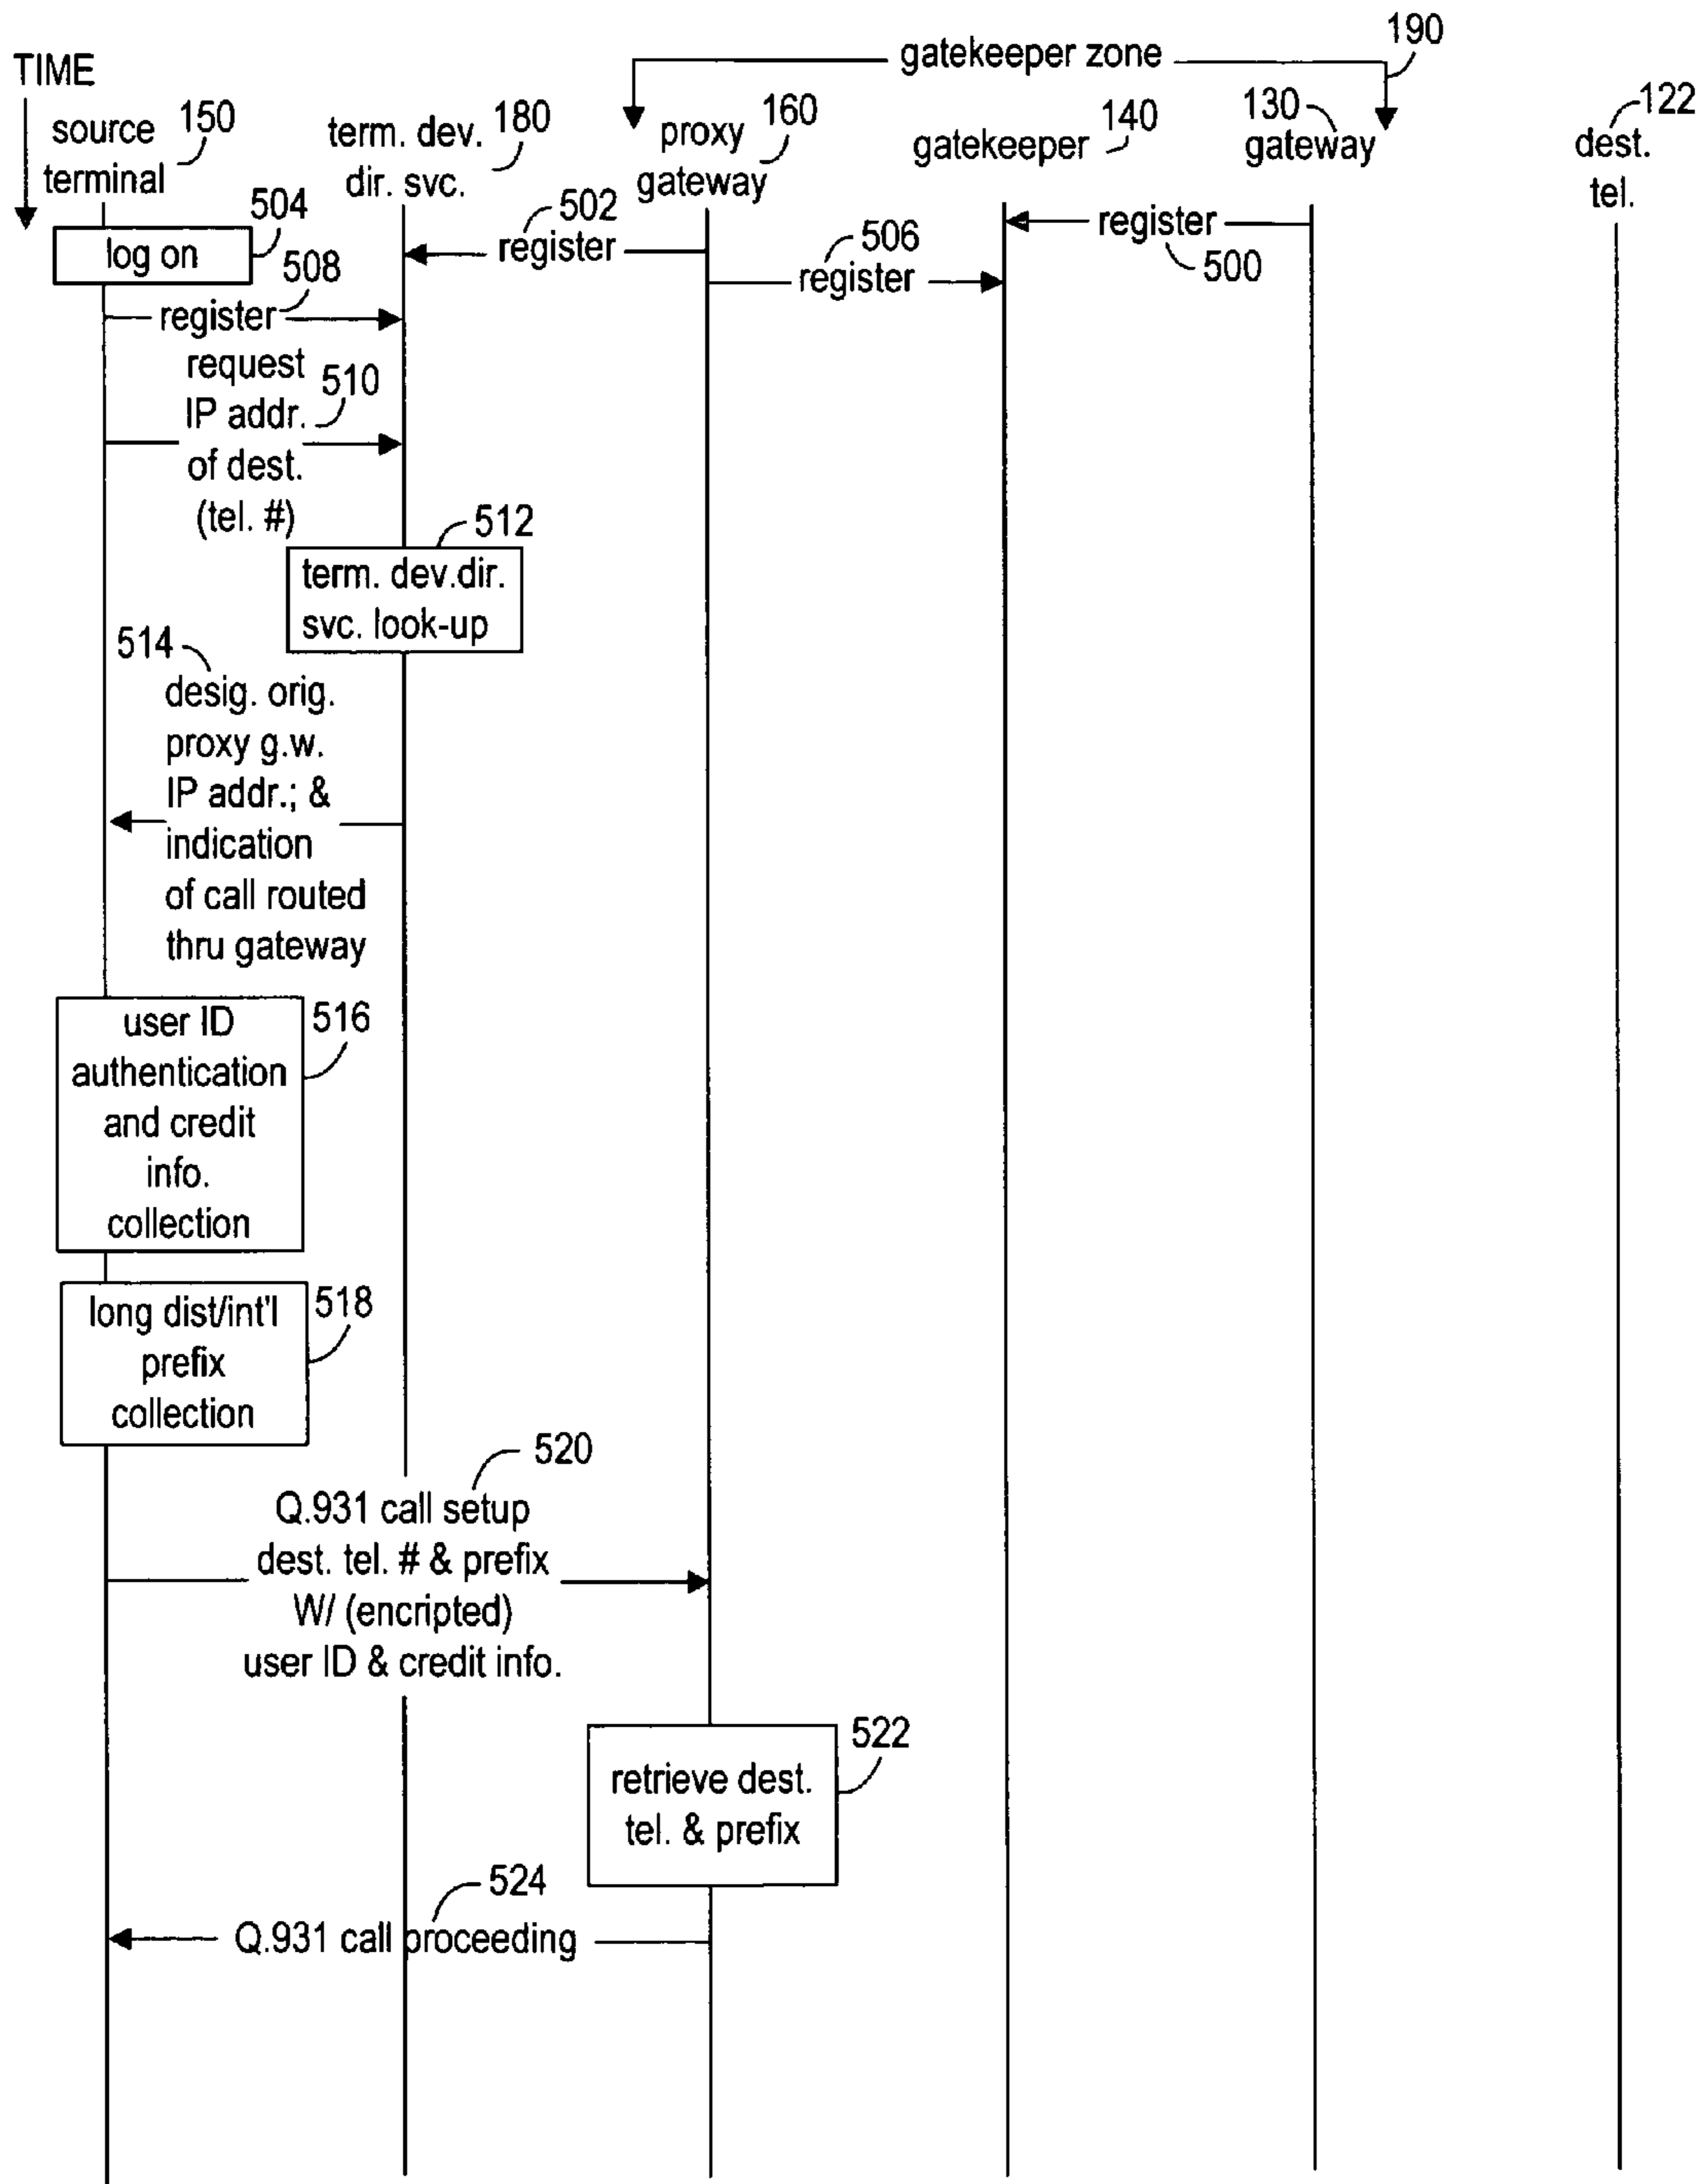 TIME
gatekeeper zone
190
source
terminal
150
term. dev.
dir. svc.
180
proxy
gateway
160
gatekeeper
140
130
gateway
122
dest.
tel.
504
log on
502
register
506
register
register
500
508
register
request
IP addr.
of dest.
(tel. #)
510
512
term. dev.dir.
svc. look-up
514
desig. orig.
proxy g.w.
IP addr.; &
indication
of call routed
thru gateway
user ID
authentication
and credit
info.
collection
516
long dist/int'l
prefix
collection
518
520
Q.931 call setup
dest. tel. # & prefix
W/ (encripted)
user ID & credit info.
522
retrieve dest.
tel. & prefix
524
Q.931 call proceeding